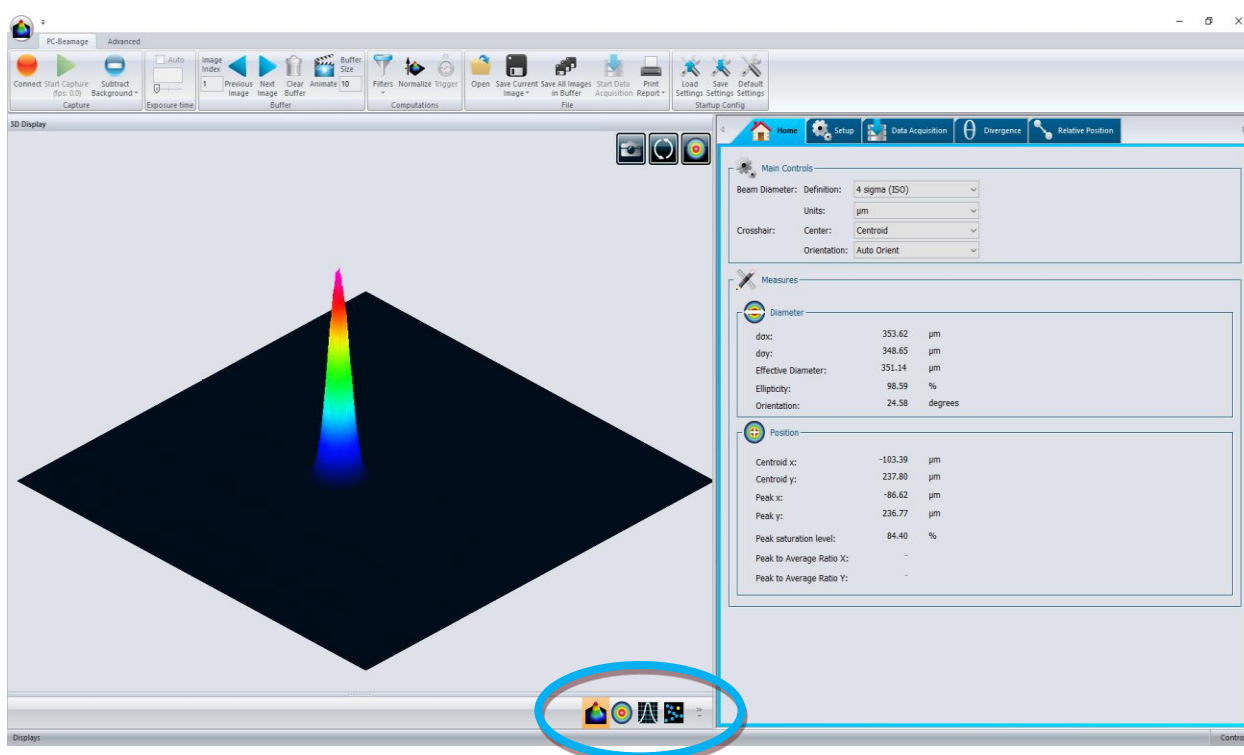 PC-Beamage Advanced
Connect
Start Capture
(fps: 0.0)
Subtract
Background
Capture
Auto
Exposure time
Image
Index
1
Previous
Image
Next
Image
Clear
Buffer
Animate
Buffer
Size
10
Buffer
Filters
Normalize
Trigger
Computations
Open
Save Current
Image
Save All Images
in Buffer
Start Data
Acquisition
Print
Report
File
Load
Settings
Save
Settings
Default
Settings
Startup Config
3D Display
Home Setup Data Acquisition Divergence Relative Position
Main Controls
Beam Diameter: Definition: 4 sigma (ISO)
Units: µm
Crosshair: Center: Centroid
Orientation: Auto Orient
Measures
Diameter
dσx: 353.62 µm
dσy: 348.65 µm
Effective Diameter: 351.14 µm
Ellipticity: 98.59 %
Orientation: 24.58 degrees
Position
Centroid x: -103.39 µm
Centroid y: 237.80 µm
Peak x: -86.62 µm
Peak y: 236.77 µm
Peak saturation level: 84.40 %
Peak to Average Ratio X: -
Peak to Average Ratio Y: -
Displays